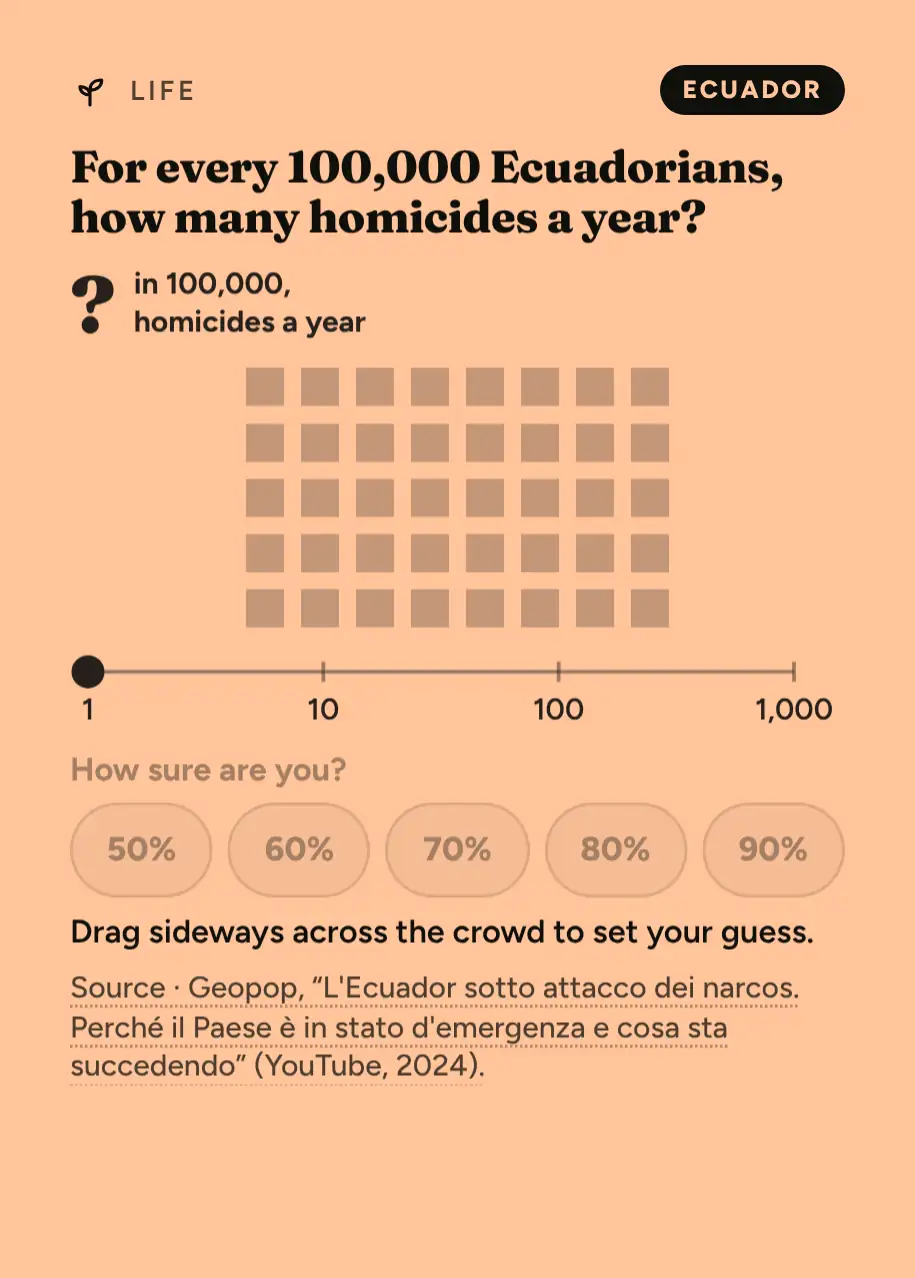 LIFE
ECUADOR
For every 100,000 Ecuadorians,
how many homicides a year?
?
in 100,000,
homicides a year
1
10
100
1,000
How sure are you?
50%
60%
70%
80%
90%
Drag sideways across the crowd to set your guess.
Source · Geopop, “L'Ecuador sotto attacco dei narcos.
Perché il Paese è in stato d'emergenza e cosa sta
succedendo” (YouTube, 2024).